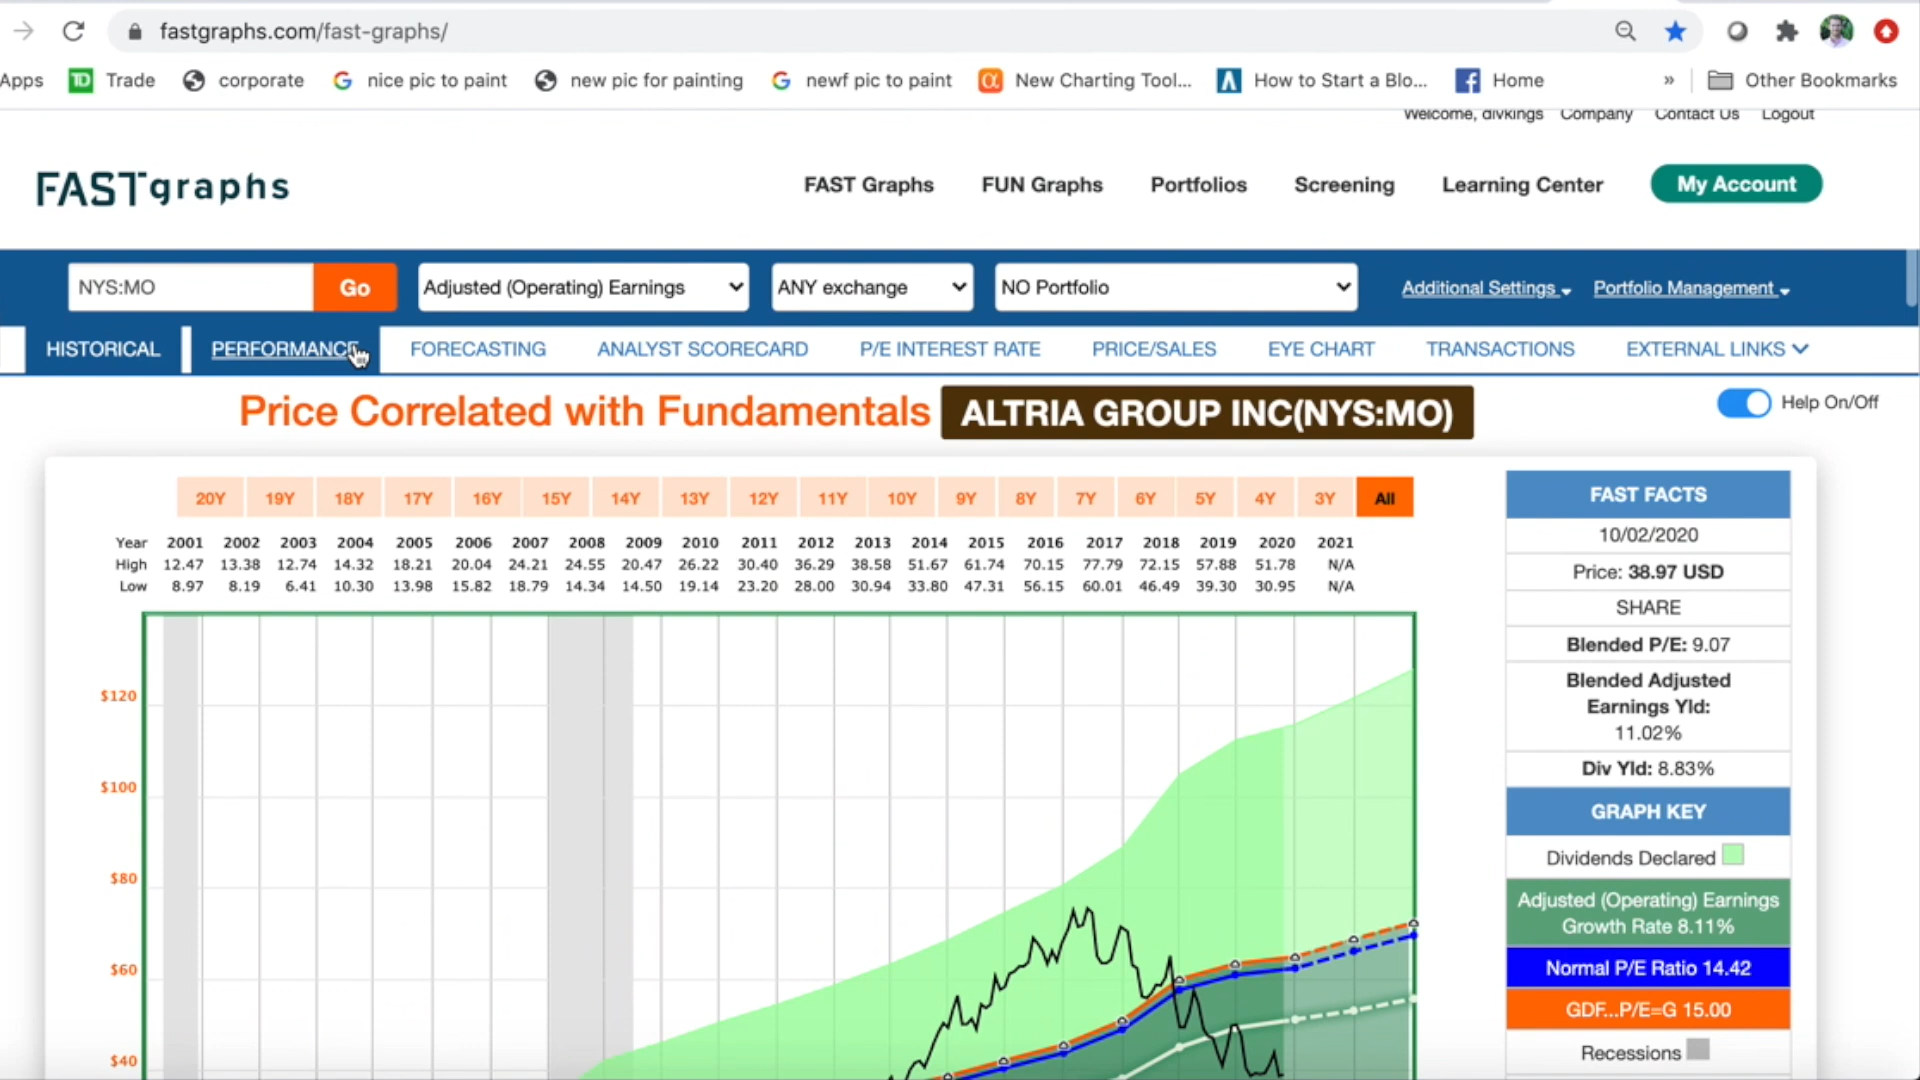 fastgraphs.com/fast-graphs/
Apps Trade corporate nice pic to paint new pic for painting newf pic to paint New Charting Tool... How to Start a Blo... Home » Other Bookmarks
Welcome, divkings Company Contact Us Logout
FASTgraphs
FAST Graphs FUN Graphs Portfolios Screening Learning Center My Account
NYS:MO Go Adjusted (Operating) Earnings ANY exchange NO Portfolio Additional Settings Portfolio Management
HISTORICAL PERFORMANCE FORECASTING ANALYST SCORECARD P/E INTEREST RATE PRICE/SALES EYE CHART TRANSACTIONS EXTERNAL LINKS
Price Correlated with Fundamentals ALTRIA GROUP INC(NYS:MO)
Help On/Off
20Y 19Y 18Y 17Y 16Y 15Y 14Y 13Y 12Y 11Y 10Y 9Y 8Y 7Y 6Y 5Y 4Y 3Y All
Year 2001 2002 2003 2004 2005 2006 2007 2008 2009 2010 2011 2012 2013 2014 2015 2016 2017 2018 2019 2020 2021
High 12.47 13.38 12.74 14.32 18.21 20.04 24.21 24.55 20.47 26.22 30.40 36.29 38.58 51.67 61.74 70.15 77.79 72.15 57.88 51.78 N/A
Low 8.97 8.19 6.41 10.30 13.98 15.82 18.79 14.34 14.50 19.14 23.20 28.00 30.94 33.80 47.31 56.15 60.01 46.49 39.30 30.95 N/A
$120
$100
$80
$60
$40
FAST FACTS
10/02/2020
Price: 38.97 USD
SHARE
Blended P/E: 9.07
Blended Adjusted
Earnings Yld:
11.02%
Div Yld: 8.83%
GRAPH KEY
Dividends Declared
Adjusted (Operating) Earnings
Growth Rate 8.11%
Normal P/E Ratio 14.42
GDF...P/E=G 15.00
Recessions